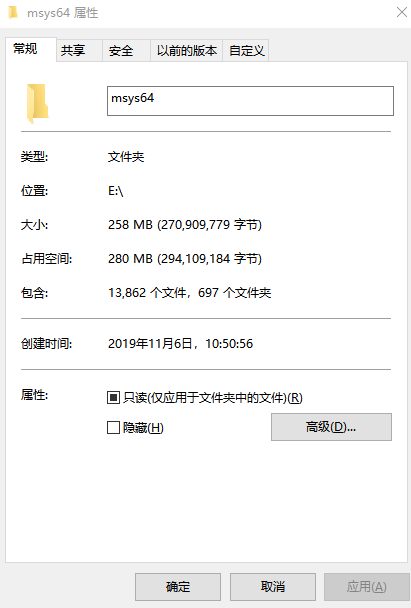 msys64 属性
常规 共享 安全 以前的版本 自定义
msys64
类型: 文件夹
位置: E:\
大小: 258 MB (270,909,779 字节)
占用空间: 280 MB (294,109,184 字节)
包含: 13,862 个文件，697 个文件夹
创建时间: 2019年11月6日，10:50:56
属性: 只读(仅应用于文件夹中的文件)(R)
隐藏(H) 高级(D)...
确定 取消 应用(A)